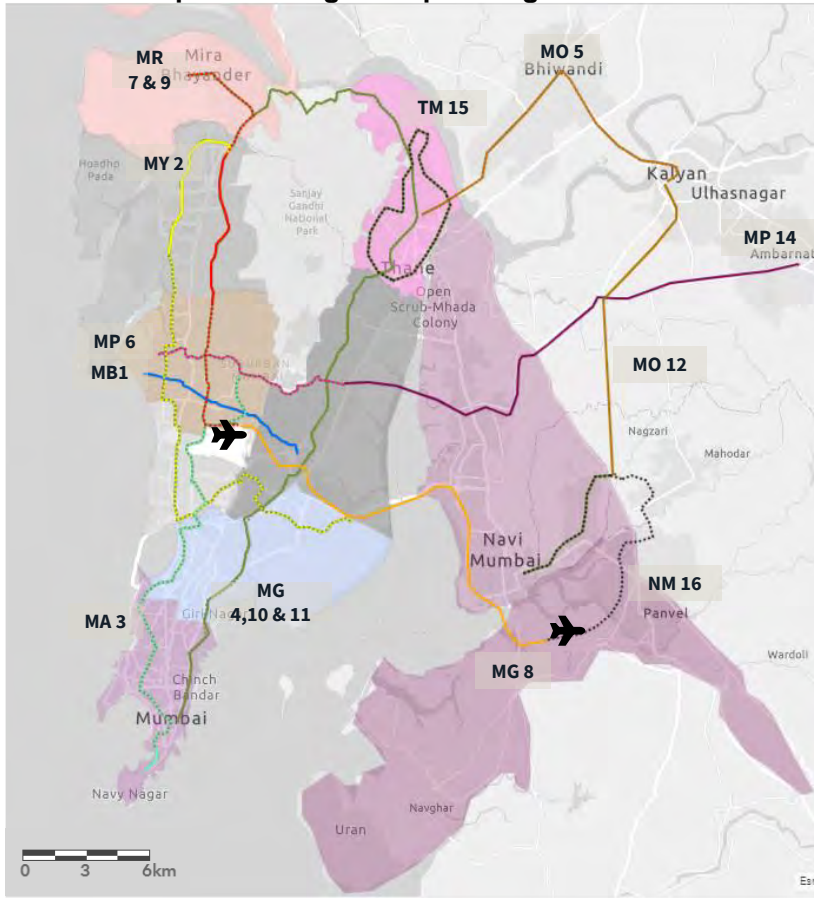 MR
7 & 9
Mira
Bhayander
MO 5
Bhiwandi
TM 15
MY 2
Sanjay
Gandhi
National
Park
Kalyan
Ulhasnagar
MP 14
Ambarnat
Thane
Open
Scrub-Mhada
Colony
MP 6
MB1
MO 12
Nagzari
Mahodar
Navi
Mumbai
MG
4,10 & 11
MA 3
NM 16
Panvel
MG 8
Wardoli
Chinch
Bandar
Mumbai
Navy Nagar
Navghar
Uran
0 3 6km
Esr